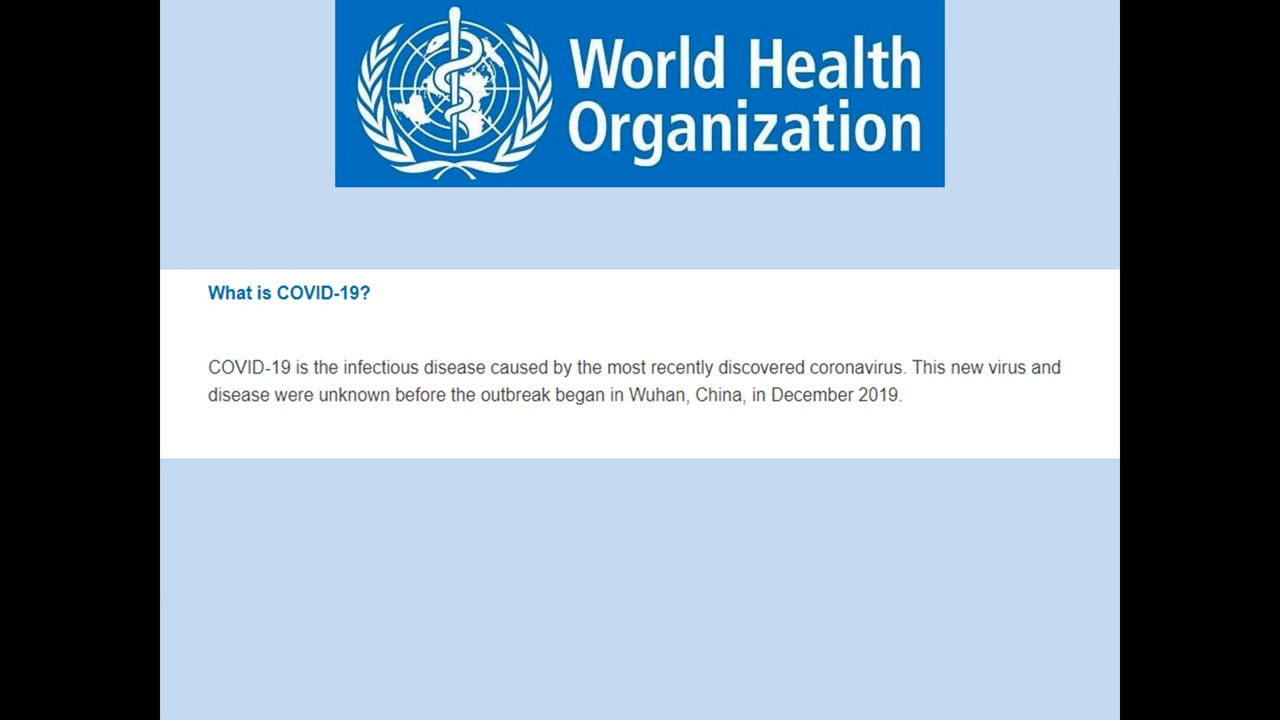 World Health
Organization
What is COVID-19?
COVID-19 is the infectious disease caused by the most recently discovered coronavirus. This new virus and
disease were unknown before the outbreak began in Wuhan, China, in December 2019.